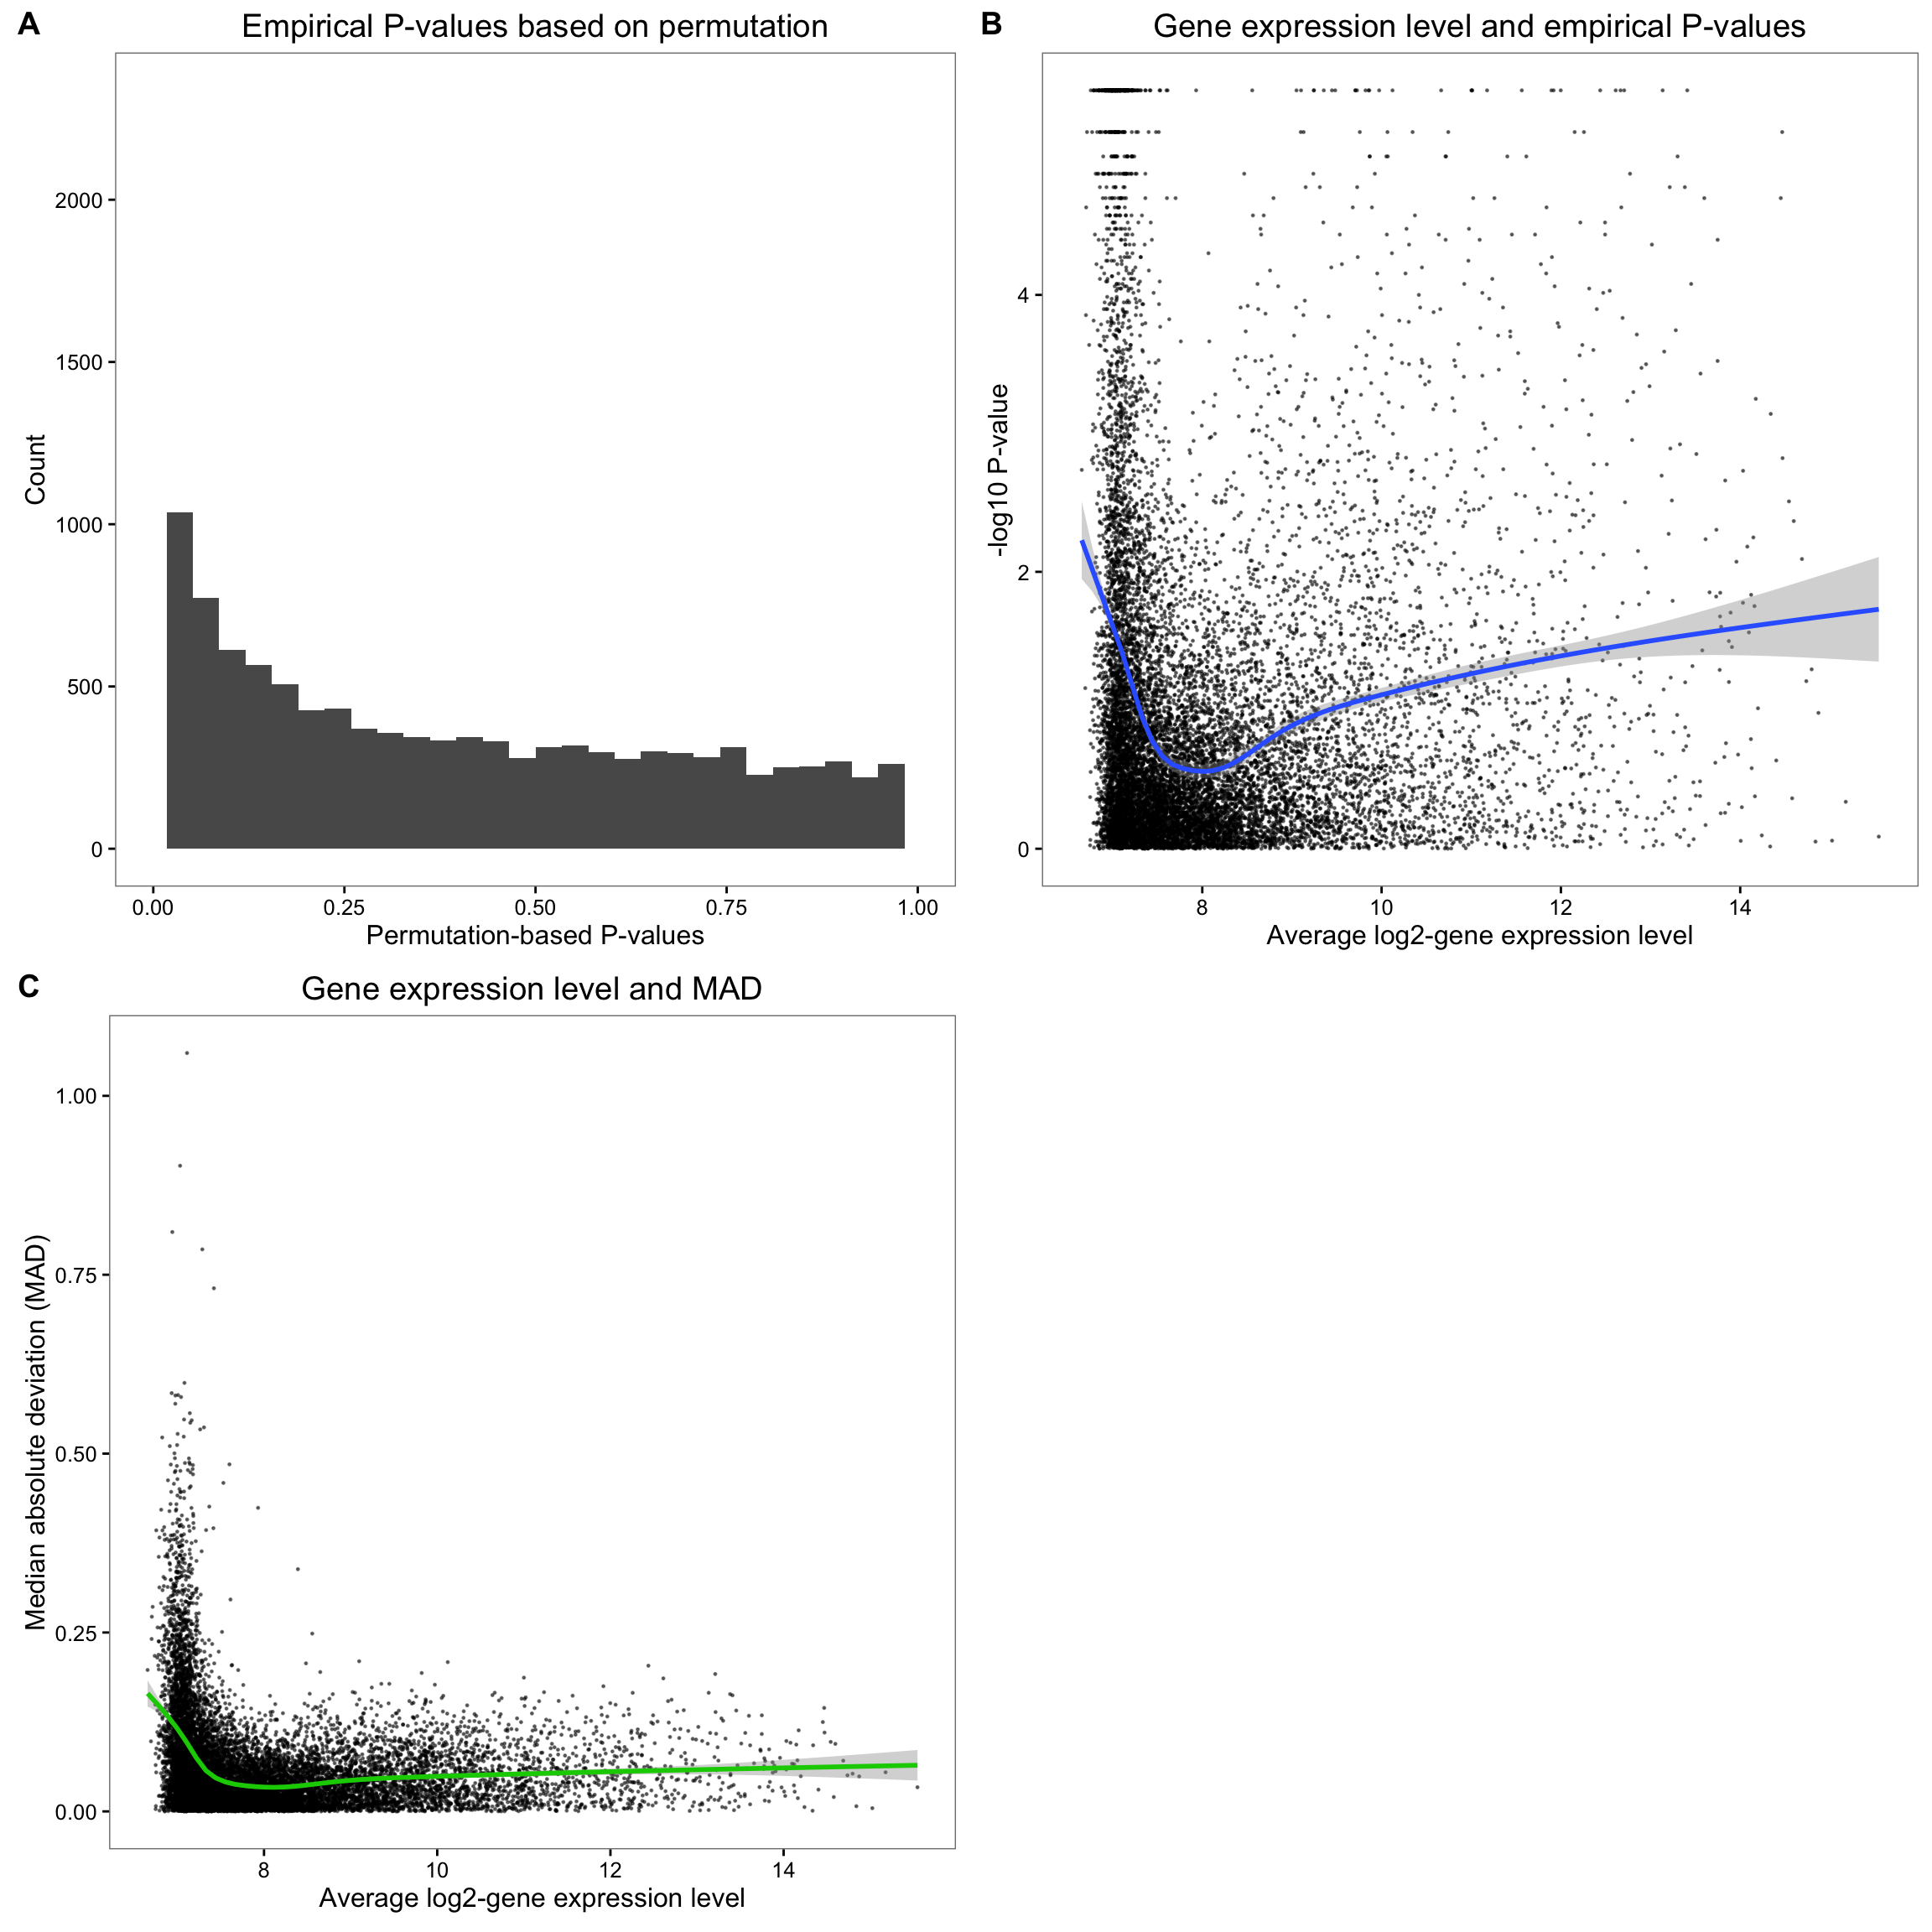 A
Empirical P-values based on permutation
Count
2000
1500
1000
500
0
0.00 0.25 0.50 0.75 1.00
Permutation-based P-values
B
Gene expression level and empirical P-values
-log10 P-value
4
2
0
8 10 12 14
Average log2-gene expression level
C
Gene expression level and MAD
Median absolute deviation (MAD)
1.00
0.75
0.50
0.25
0.00
8 10 12 14
Average log2-gene expression level